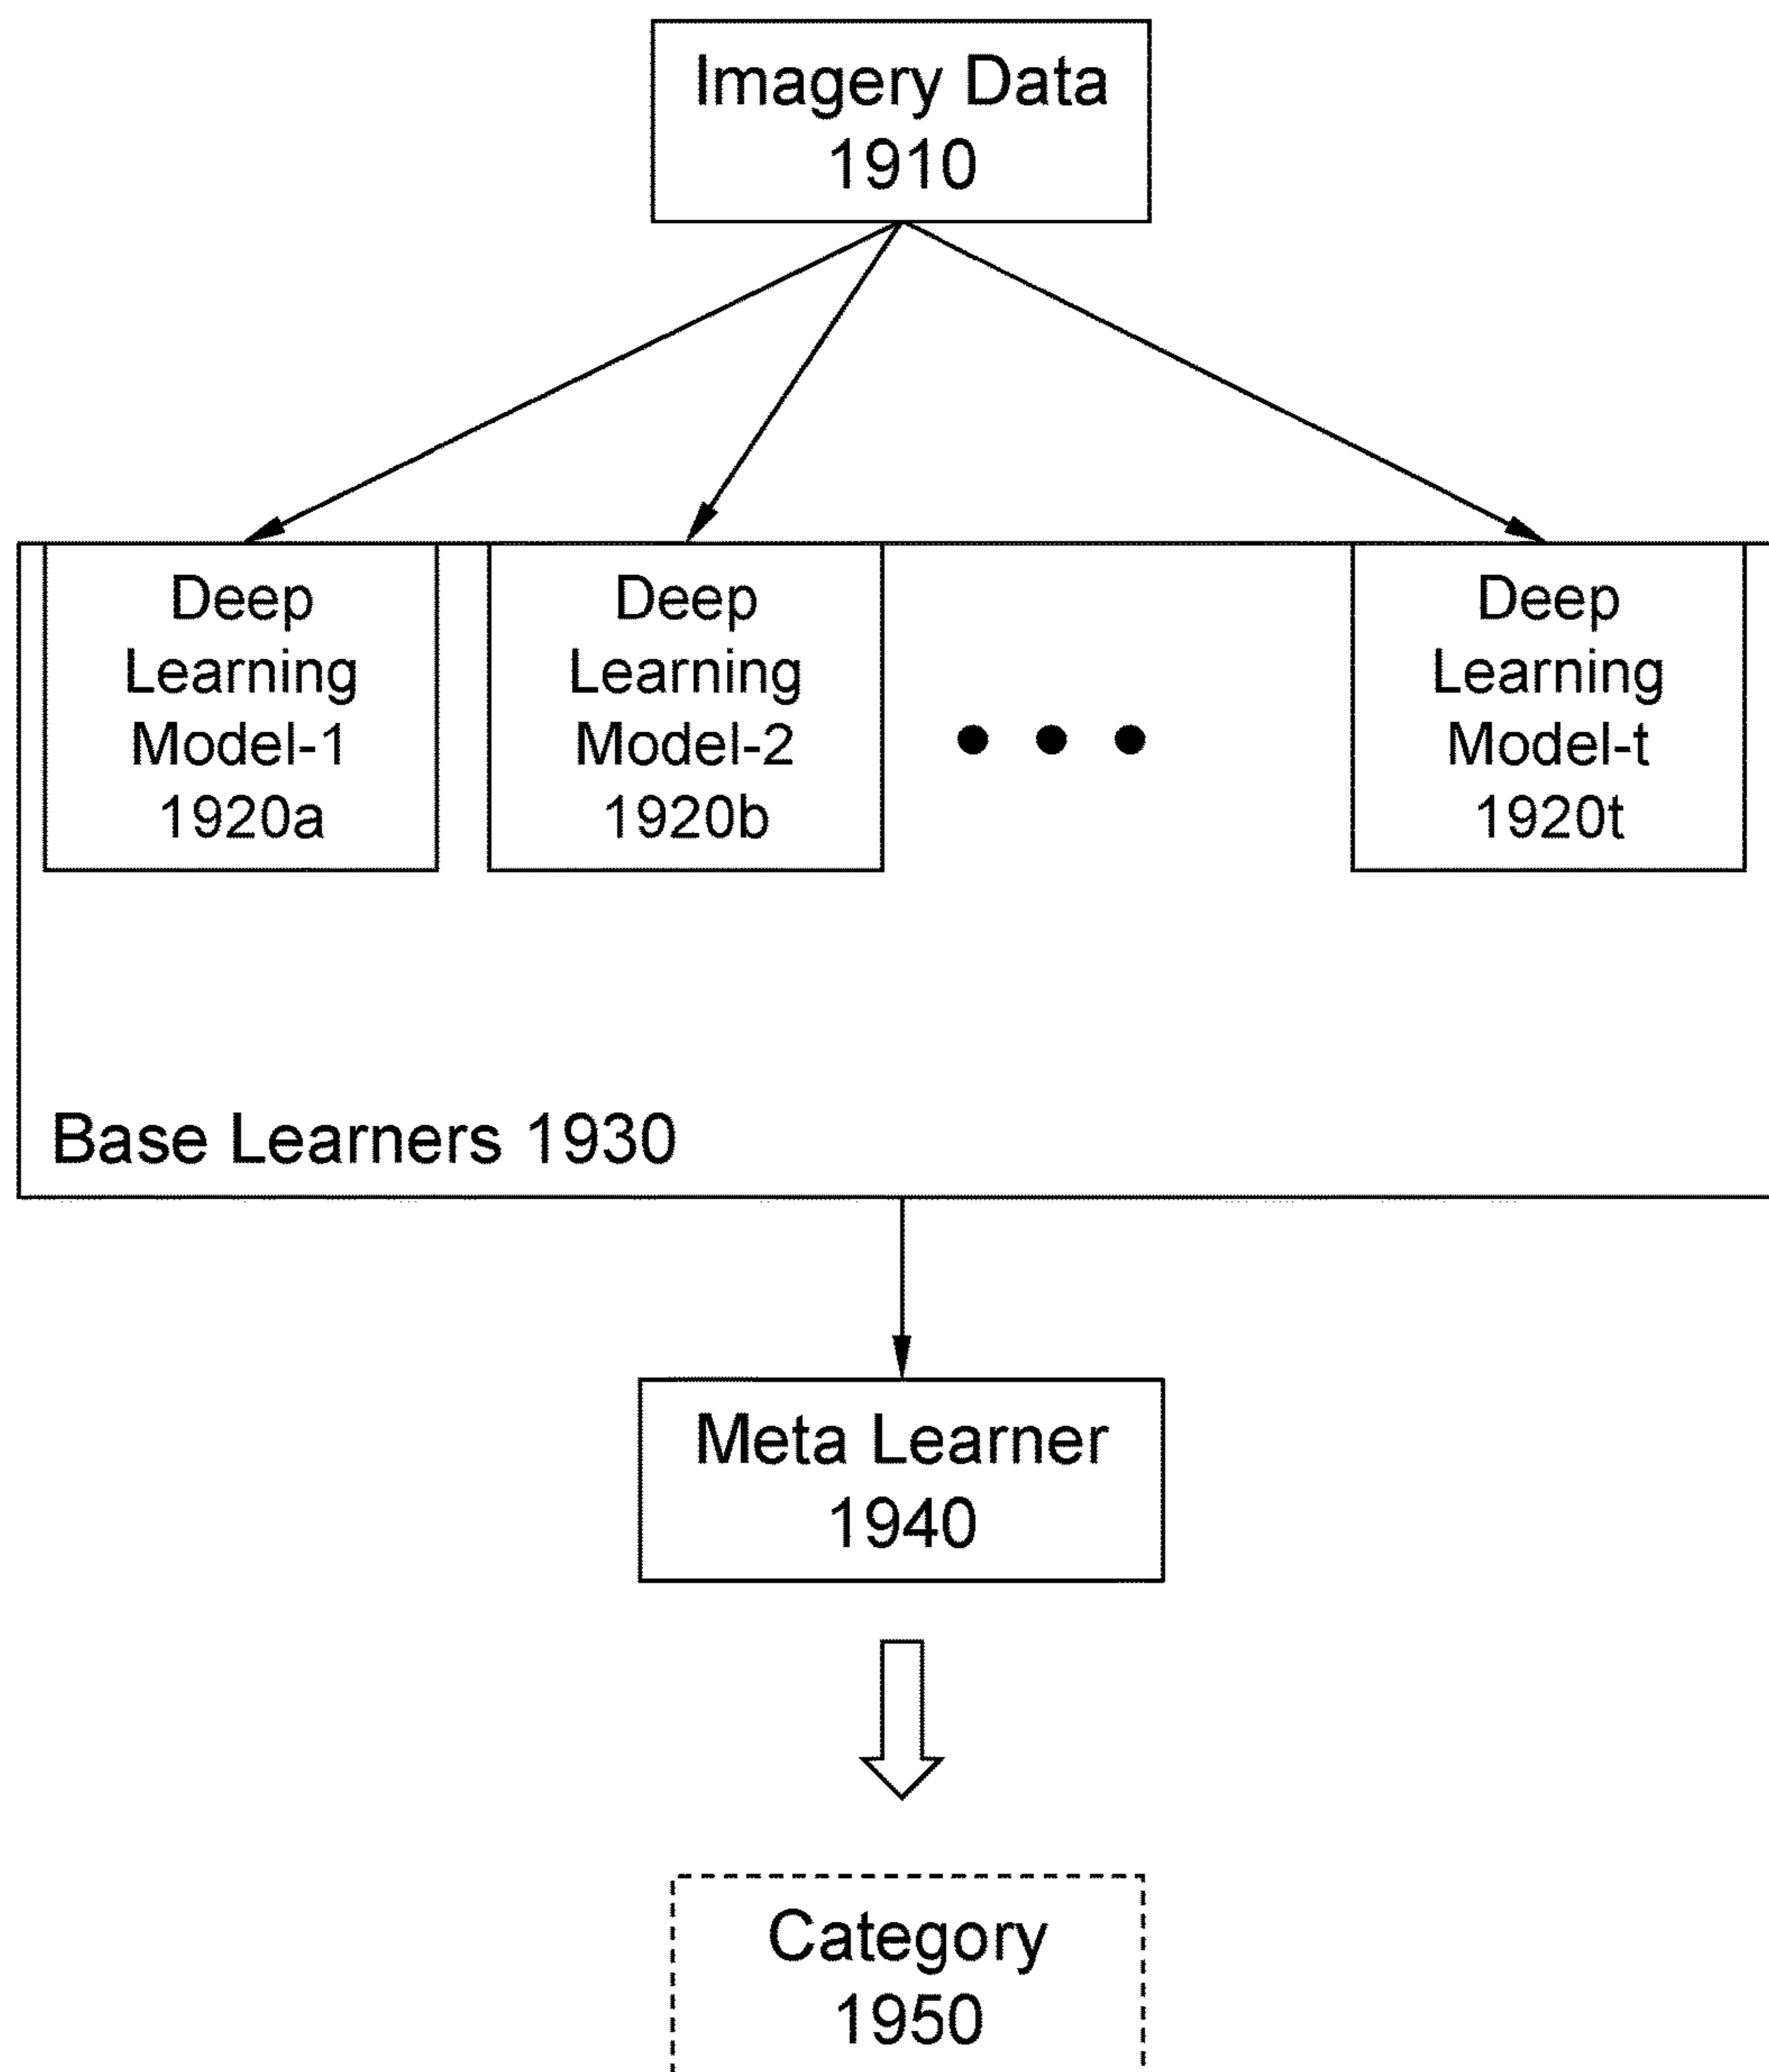 Imagery Data
1910
Deep
Learning
Model-1
1920a
Deep
Learning
Model-2
1920b
Deep
Learning
Model-t
1920t
Base Learners 1930
Meta Learner
1940
Category
1950